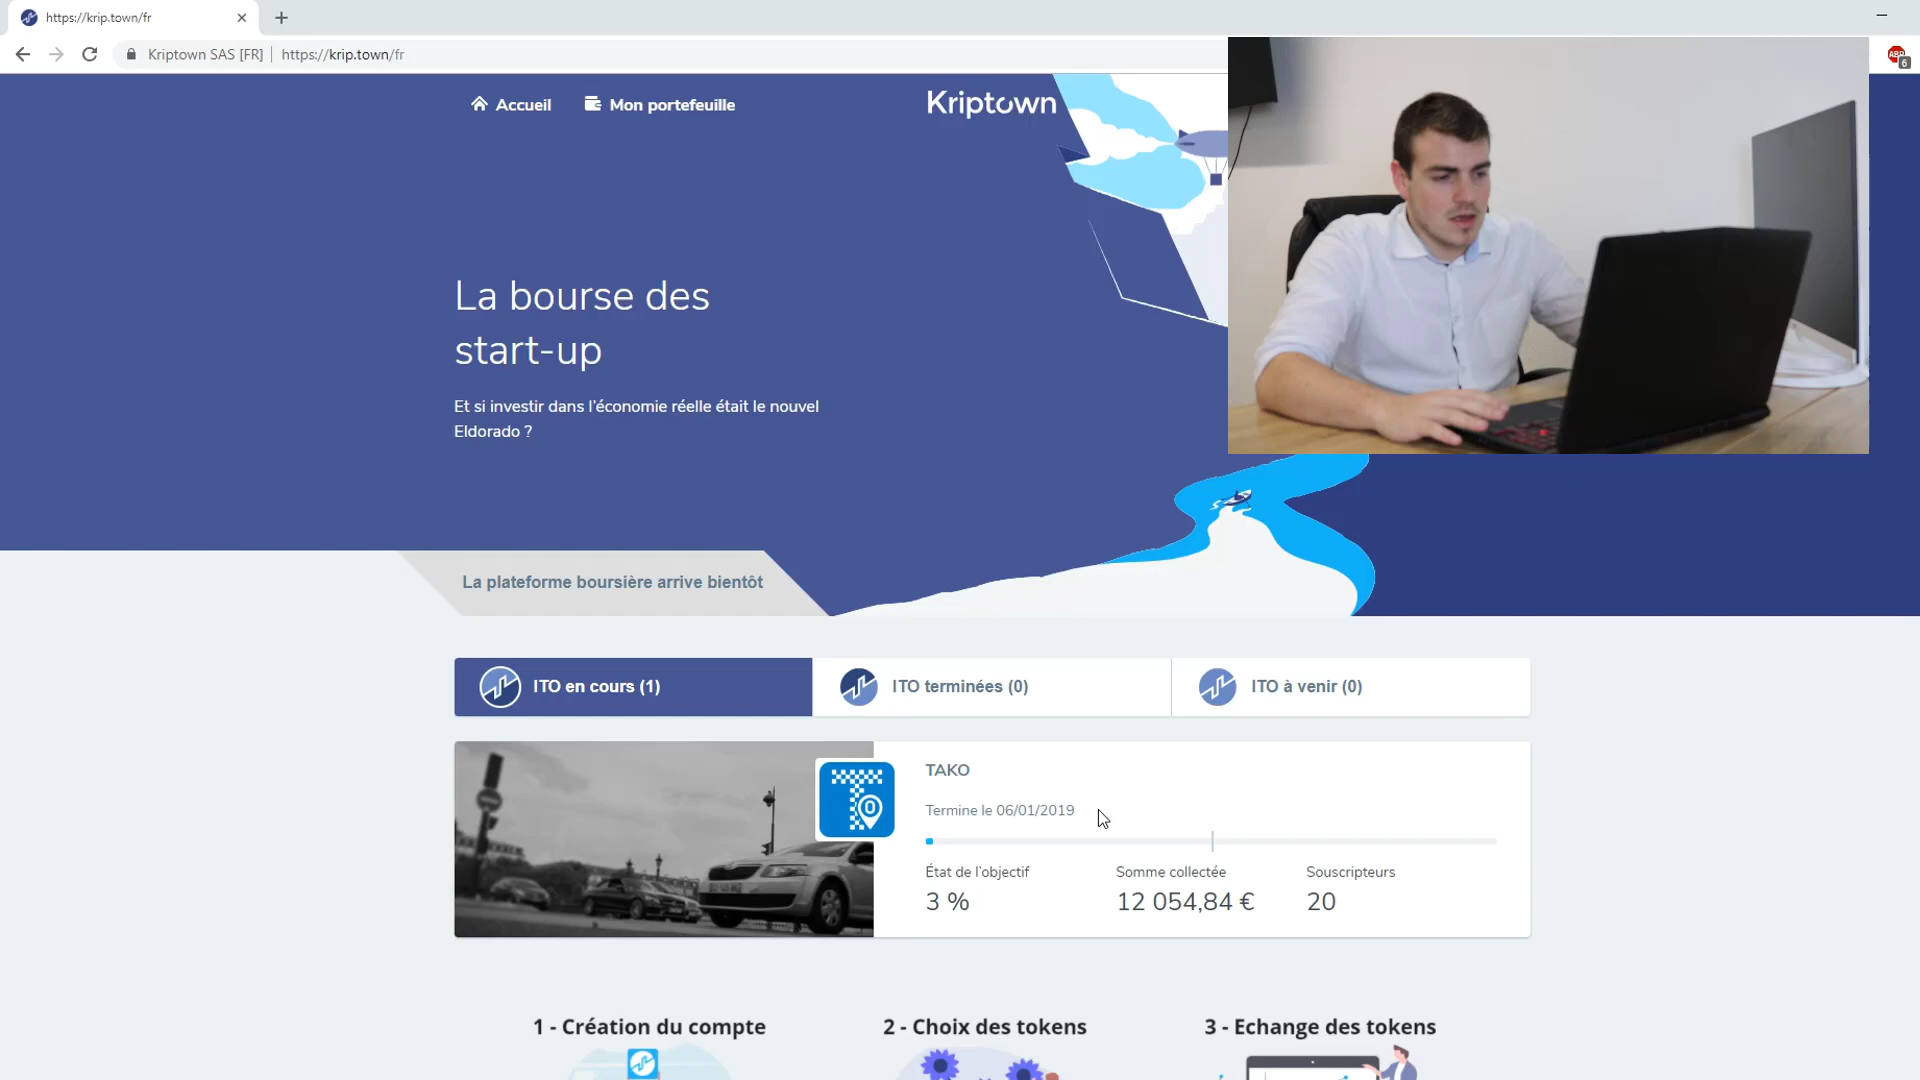 https://krip.town/fr
Kriptown SAS [FR] | https://krip.town/fr
ABP
6
Accueil
Mon portefeuille
Kriptown
La bourse des
start-up
Et si investir dans l'économie réelle était le nouvel
Eldorado ?
La plateforme boursière arrive bientôt
ITO en cours (1)
ITO terminées (0)
ITO à venir (0)
TAKO
Termine le 06/01/2019
État de l'objectif
Somme collectée
Souscripteurs
3 %
12 054,84 €
20
1 - Création du compte
2 - Choix des tokens
3 - Echange des tokens